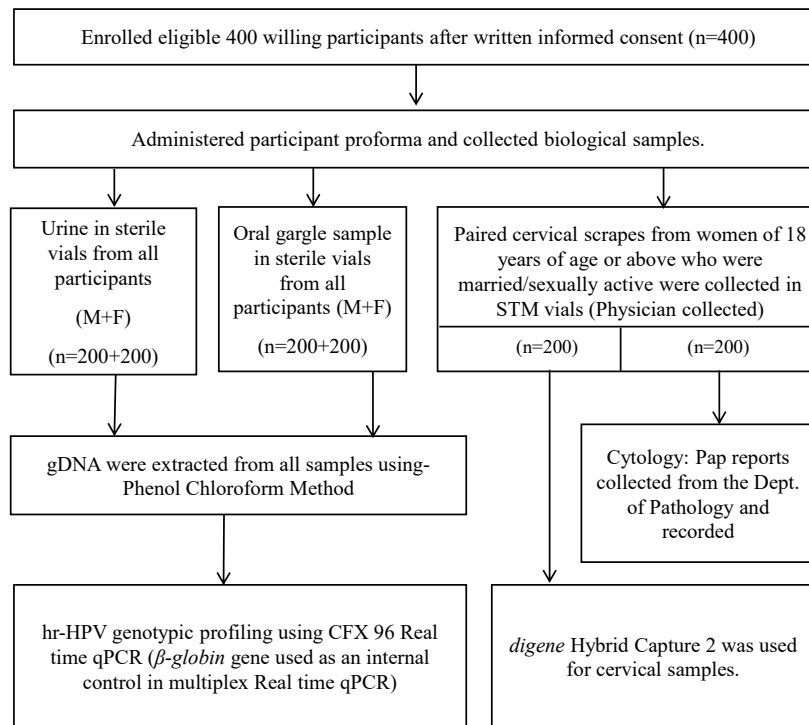 Enrolled eligible 400 willing participants after written informed consent (n=400)
Administered participant proforma and collected biological samples.
Urine in sterile
vials from all
participants
(M+F)
(n=200+200)
Oral gargle sample
in sterile vials
from all
participants (M+F)
(n=200+200)
Paired cervical scrapes from women of 18
years of age or above who were
married/sexually active were collected in
STM vials (Physician collected)
(n=200)
(n=200)
gDNA were extracted from all samples using-
Phenol Chloroform Method
Cytology: Pap reports
collected from the Dept.
of Pathology and
recorded
hr-HPV genotypic profiling using CFX 96 Real
time qPCR (β-globin gene used as an internal
control in multiplex Real time qPCR)
digene Hybrid Capture 2 was used
for cervical samples.